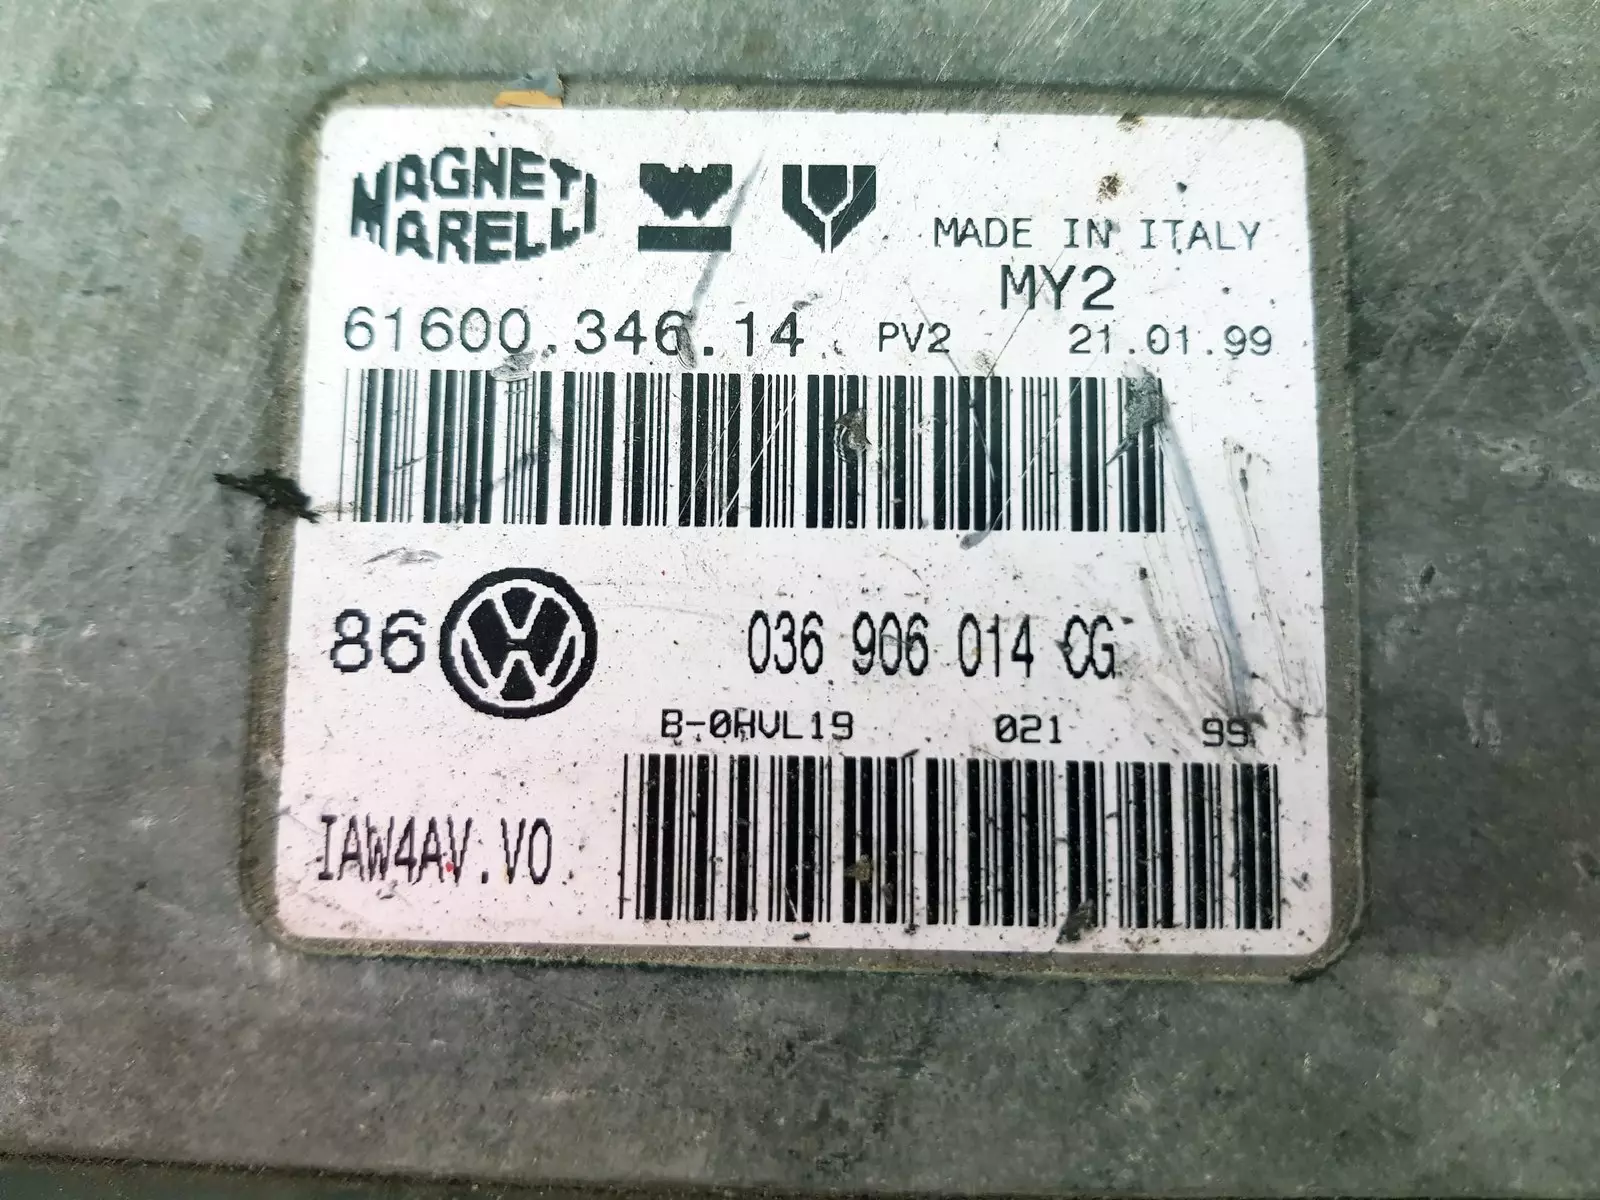 MAGNETI
MARELLI
MADE IN ITALY
MY2
61600.346.14 PV2 21.01.99
86 036 906 014 CG
B-0HVL19 021 99
IAW4AV.V0